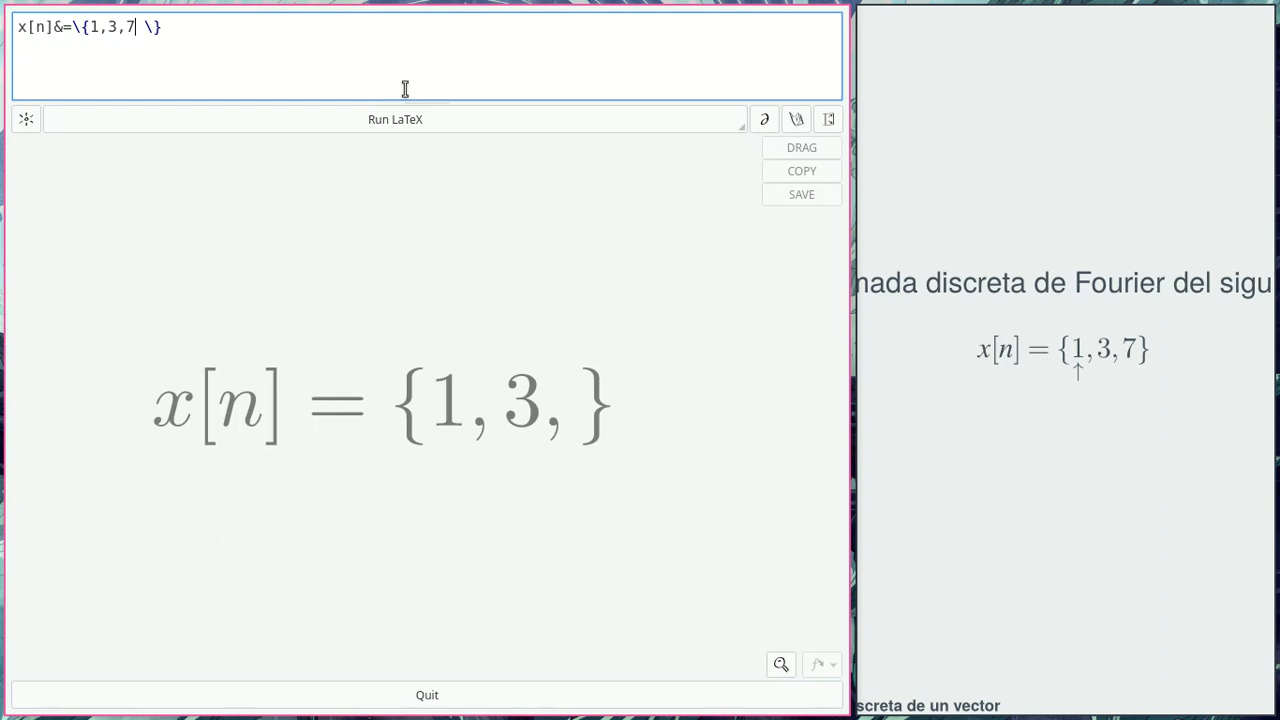 x[n]&=\{1,3,7 \}
Run LaTeX
∂
DRAG
COPY
SAVE
x[n] = {1, 3, }
Quit
nada discreta de Fourier del sigu
x[n] = {1, 3, 7}
↑
screta de un vector